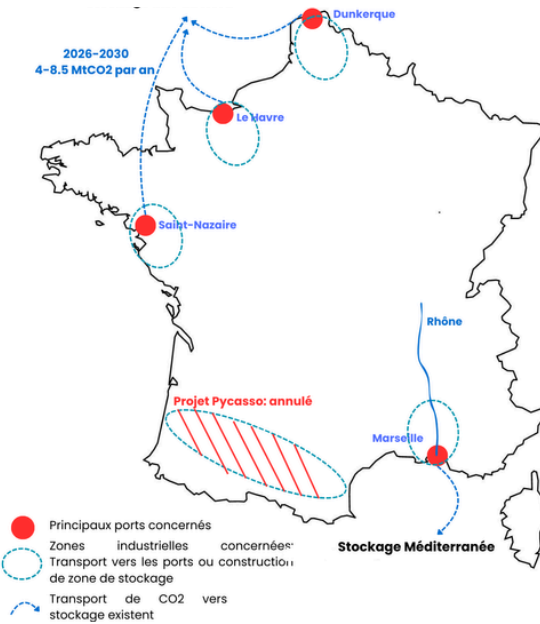 Dunkerque
2026-2030
4-8.5 MtCO2 par an
Le Havre
Saint-Nazaire
Rhône
Projet Pycasso: annulé
Marseille
Stockage Méditerranée
Principaux ports concernés
Zones industrielles concernées:
Transport vers les ports ou construction
de zone de stockage
Transport de CO2 vers
stockage existent